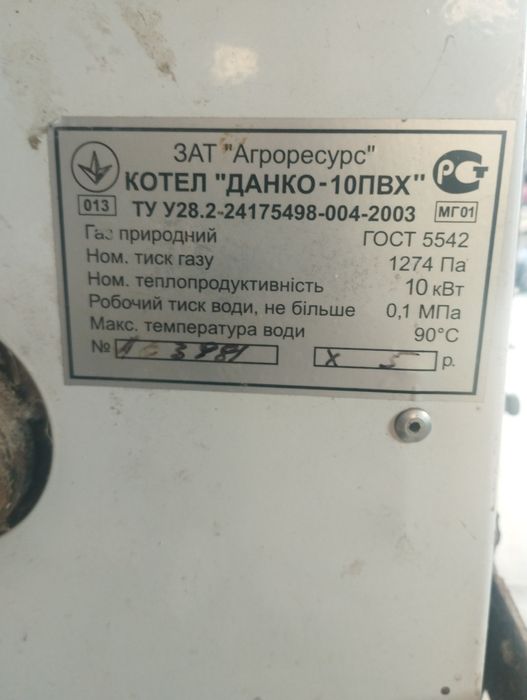 ЗАТ "Агроресурс"
КОТЕЛ "ДАНКО-10ПВХ"
013 ТУ У28.2-24175498-004-2003 МГ01
Газ природний ГОСТ 5542
Ном. тиск газу 1274 Па
Ном. теплопродуктивність 10 кВт
Робочий тиск води, не більше 0,1 МПа
Макс. температура води 90°С
№ X 5 р.